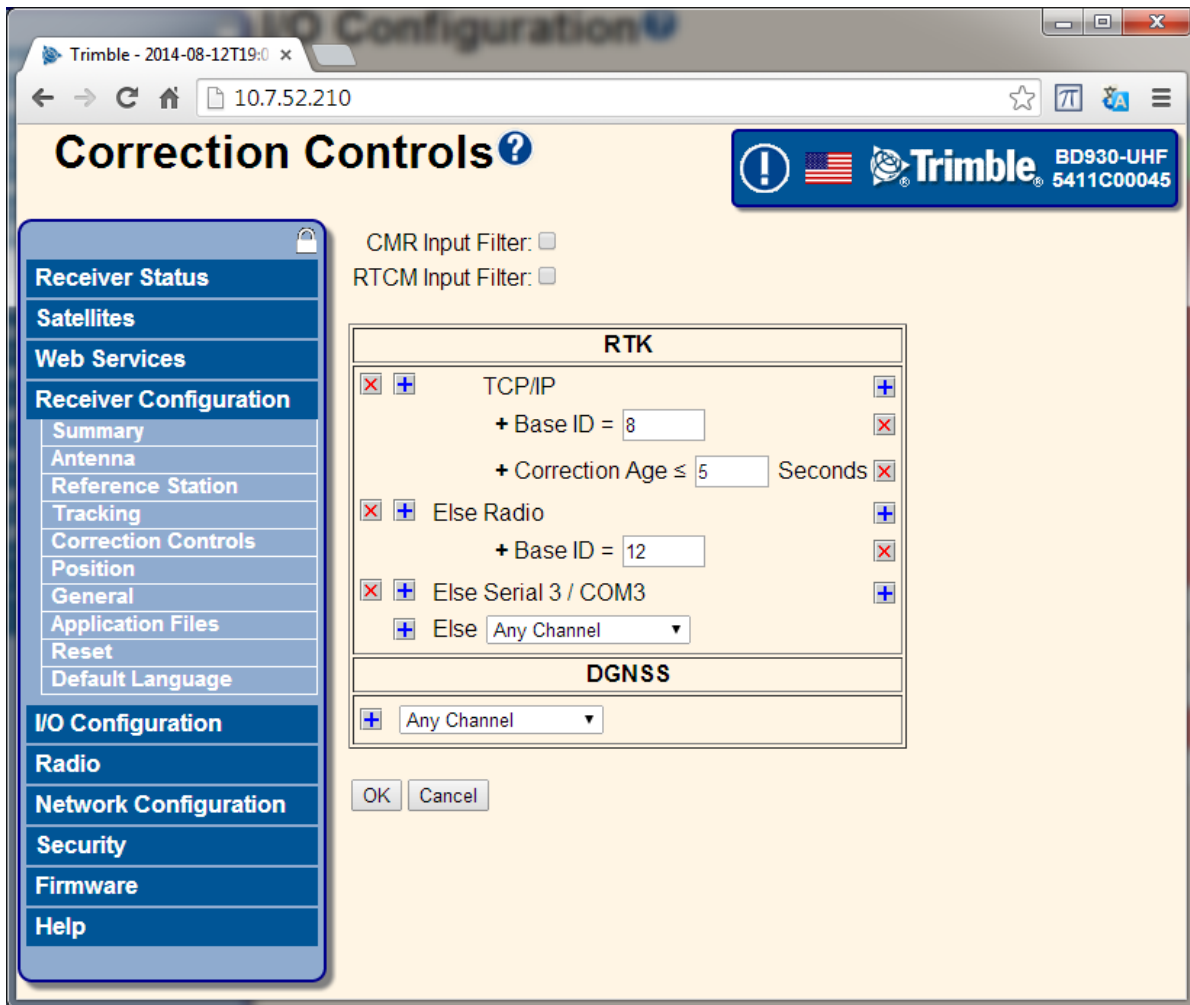 I/O Configuration
Trimble - 2014-08-12T19:0
10.7.52.210
Correction Controls?
Trimble® BD930-UHF
5411C00045
CMR Input Filter:
RTCM Input Filter:
Receiver Status
Satellites
Web Services
Receiver Configuration
Summary
Antenna
Reference Station
Tracking
Correction Controls
Position
General
Application Files
Reset
Default Language
I/O Configuration
Radio
Network Configuration
Security
Firmware
Help
RTK
TCP/IP
+ Base ID = 8
+ Correction Age ≤ 5 Seconds
Else Radio
+ Base ID = 12
Else Serial 3 / COM3
Else Any Channel
DGNSS
Any Channel
OK Cancel